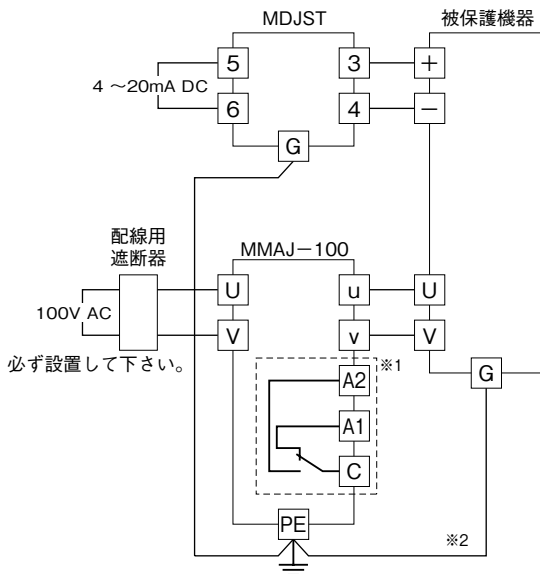 MDJST
被保護機器
5
3
+
4 ～20mA DC
6
4
−
G
配線用
遮断器
MMAJ−100
U
u
U
100V AC
V
v
V
必ず設置して下さい。
※1
G
A2
A1
C
PE
※2